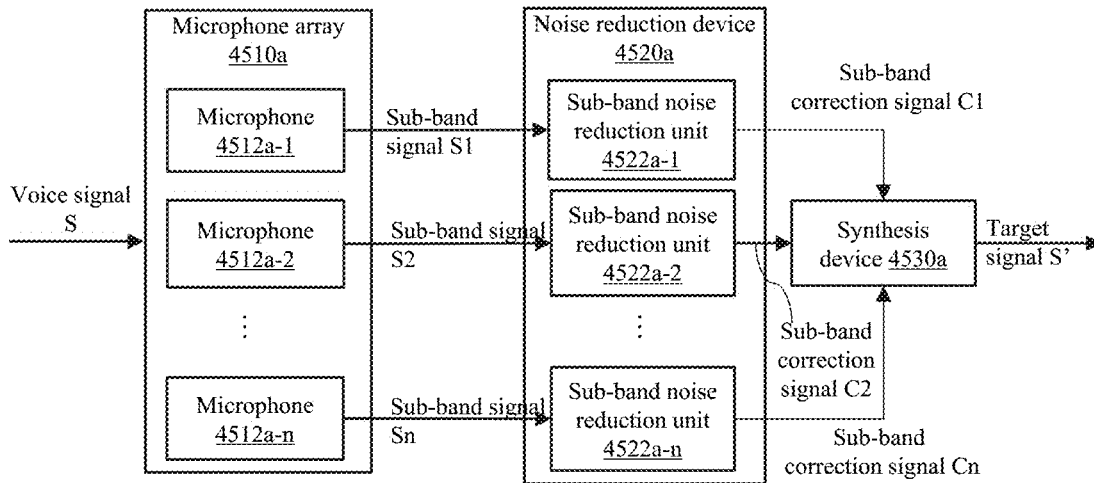 Microphone array
4510a
Microphone
4512a-1
Microphone
4512a-2
⋮
Microphone
4512a-n
Voice signal
S
Sub-band
signal S1
Sub-band signal
S2
Sub-band signal
Sn
Noise reduction device
4520a
Sub-band noise
reduction unit
4522a-1
Sub-band noise
reduction unit
4522a-2
⋮
Sub-band noise
reduction unit
4522a-n
Sub-band
correction signal C1
Sub-band
correction
signal C2
Sub-band
correction signal Cn
Synthesis
device 4530a
Target
signal S'